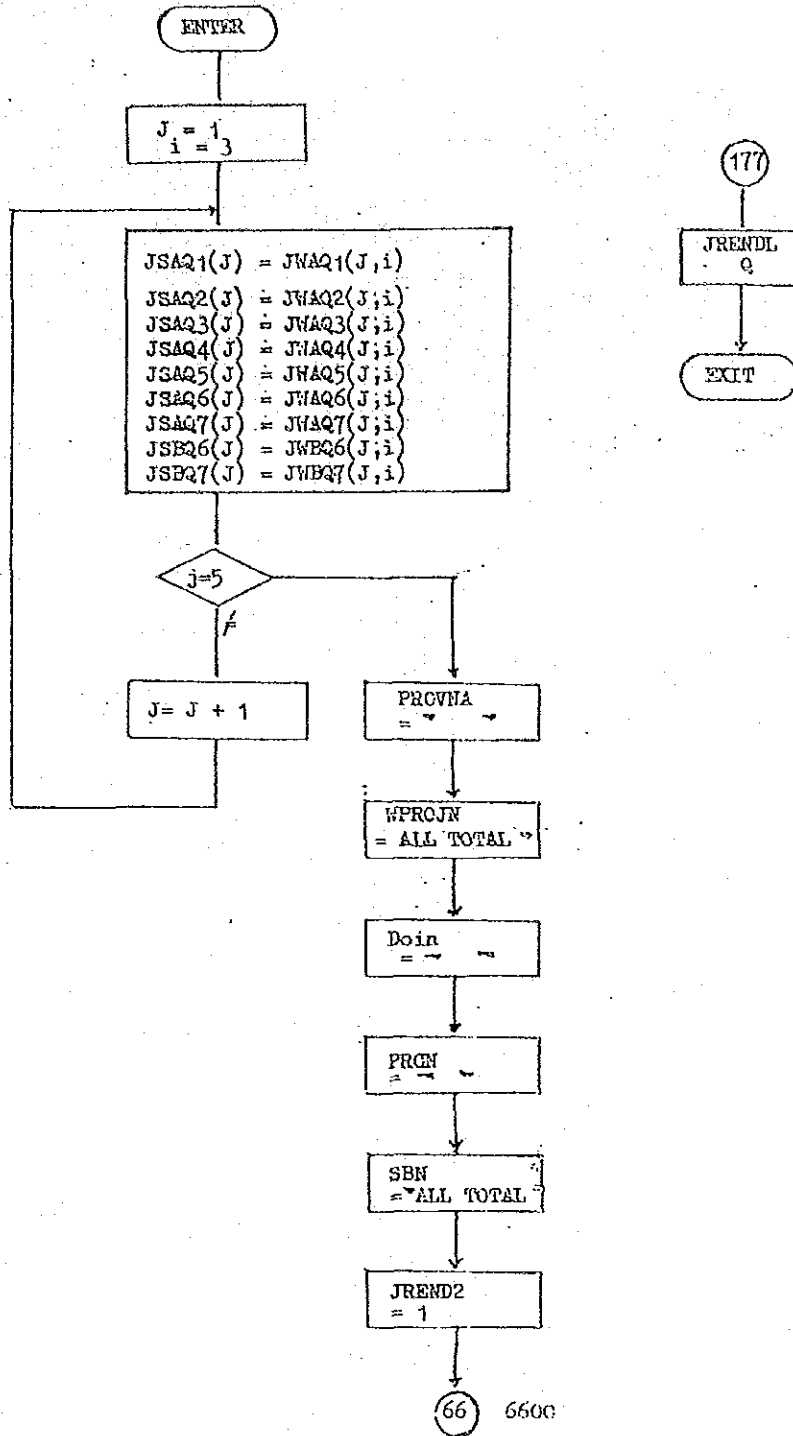 ENTER
J = 1
i = 3
JSAQ1(J) = JWAQ1(J,i)
JSAQ2(J) = JWAQ2(J,i)
JSAQ3(J) = JWAQ3(J,i)
JSAQ4(J) = JWAQ4(J,i)
JSAQ5(J) = JWAQ5(J,i)
JSAQ6(J) = JWAQ6(J,i)
JSAQ7(J) = JWAQ7(J,i)
JSBQ6(J) = JWBQ6(J,i)
JSBQ7(J) = JWBQ7(J,i)
j=5
≠
J= J + 1
PROVNA
= " "
WPROJN
= ALL TOTAL "
Doin
= " "
PRGN
= " "
SBN
="ALL TOTAL"
JREND2
= 1
66 6600
177
JRENDL
Q
EXIT